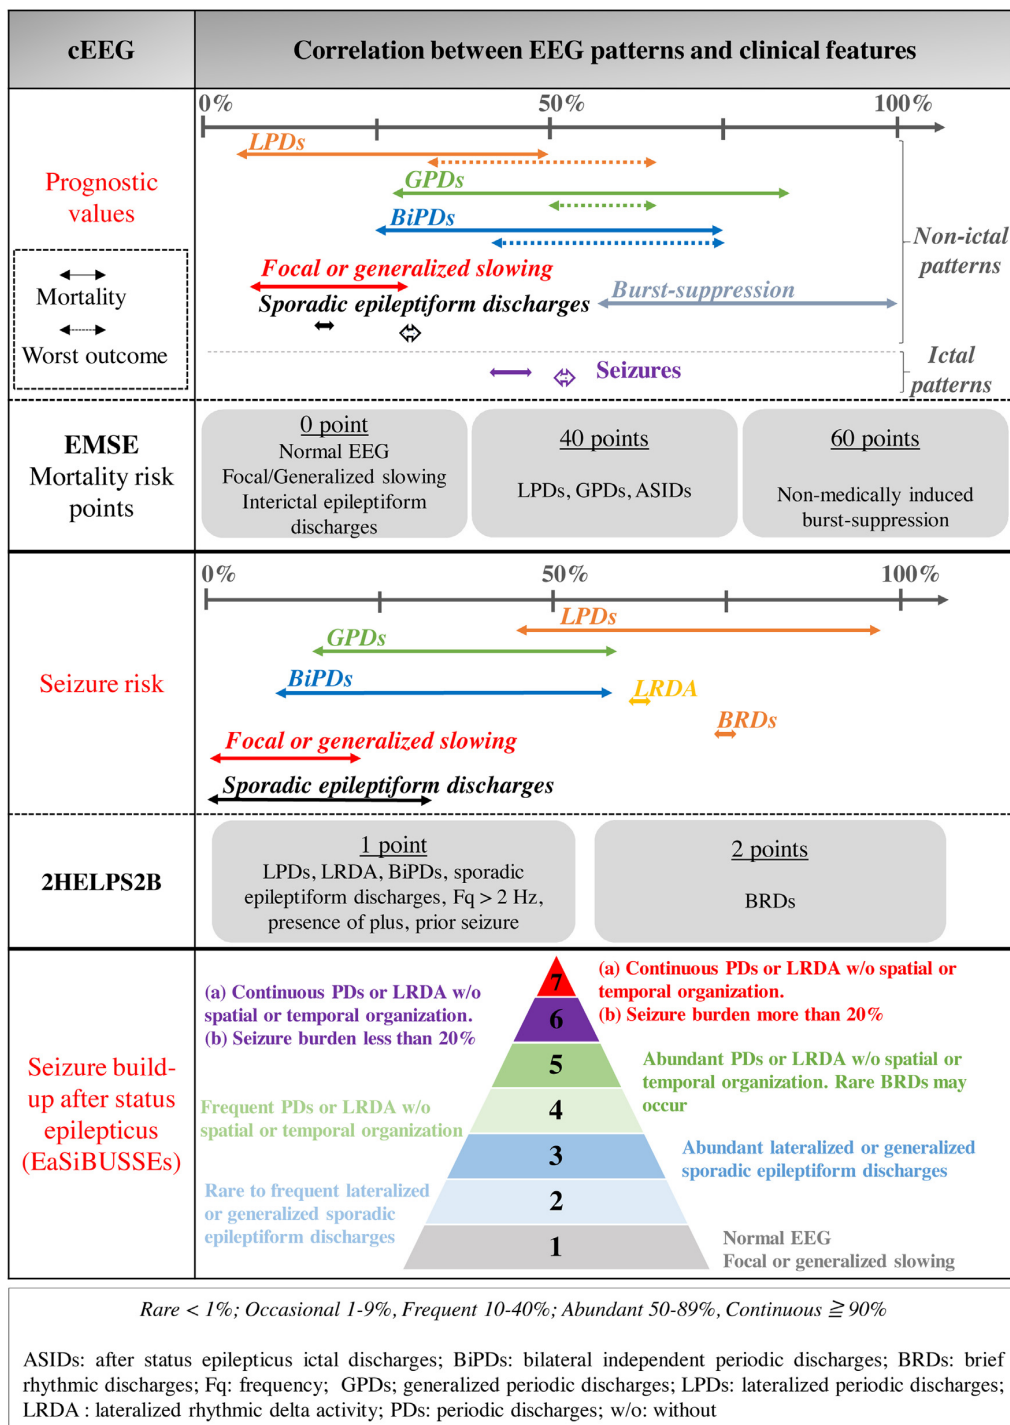 cEEG
Correlation between EEG patterns and clinical features
0%
50%
100%
Prognostic
values
Mortality
Worst outcome
LPDs
GPDs
BiPDs
Focal or generalized slowing
Sporadic epileptiform discharges
Burst-suppression
Non-ictal
patterns
Seizures
Ictal
patterns
EMSE
Mortality risk
points
0 point
Normal EEG
Focal/Generalized slowing
Interictal epileptiform
discharges
40 points
LPDs, GPDs, ASIDs
60 points
Non-medically induced
burst-suppression
Seizure risk
0%
50%
100%
LPDs
GPDs
BiPDs
LRDA
BRDs
Focal or generalized slowing
Sporadic epileptiform discharges
2HELPS2B
1 point
LPDs, LRDA, BiPDs, sporadic
epileptiform discharges, Fq > 2 Hz,
presence of plus, prior seizure
2 points
BRDs
Seizure build-
up after status
epilepticus
(EaSiBUSSEs)
7
(a) Continuous PDs or LRDA w/o spatial or
temporal organization.
(b) Seizure burden more than 20%
(a) Continuous PDs or LRDA w/o
spatial or temporal organization.
(b) Seizure burden less than 20%
6
5
Abundant PDs or LRDA w/o spatial or
temporal organization. Rare BRDs may
occur
Frequent PDs or LRDA w/o
spatial or temporal organization
4
3
Abundant lateralized or generalized
sporadic epileptiform discharges
Rare to frequent lateralized
or generalized sporadic
epileptiform discharges
2
1
Normal EEG
Focal or generalized slowing
Rare < 1%; Occasional 1-9%, Frequent 10-40%; Abundant 50-89%, Continuous ≧ 90%
ASIDs: after status epilepticus ictal discharges; BiPDs: bilateral independent periodic discharges; BRDs: brief
rhythmic discharges; Fq: frequency; GPDs; generalized periodic discharges; LPDs: lateralized periodic discharges;
LRDA : lateralized rhythmic delta activity; PDs: periodic discharges; w/o: without